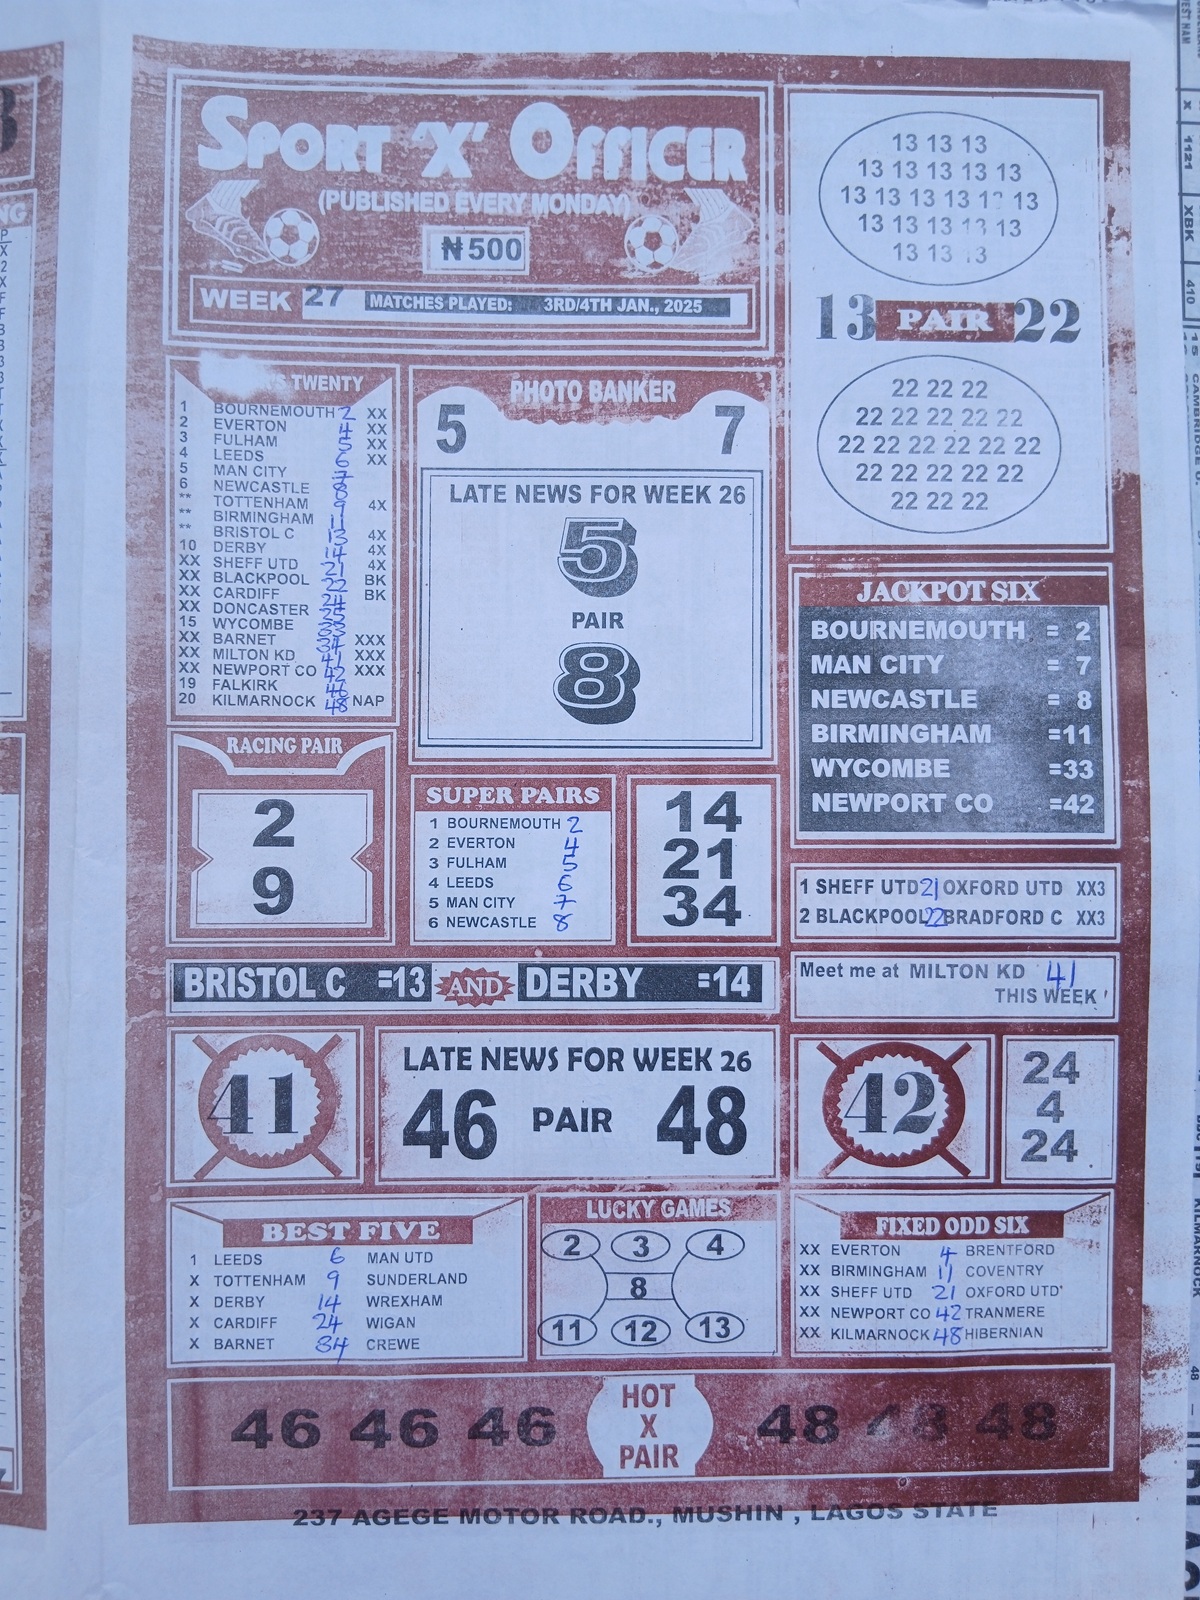 SPORT 'X' OFFICER
(PUBLISHED EVERY MONDAY)
₦500
WEEK 27 MATCHES PLAYED: 3RD/4TH JAN., 2025
13 13 13
13 13 13 13 13
13 13 13 13 13 13
13 13 13 13 13
13 13 13
13 PAIR 22
22 22 22
22 22 22 22 22
22 22 22 22 22 22
22 22 22 22 22
22 22 22
TWENTY
1 BOURNEMOUTH 2 XX
2 EVERTON 4 XX
3 FULHAM 5 XX
4 LEEDS 6 XX
5 MAN CITY 7
6 NEWCASTLE 8
** TOTTENHAM 9 4X
** BIRMINGHAM 11
** BRISTOL C 13 4X
10 DERBY 14 4X
XX SHEFF UTD 21 4X
XX BLACKPOOL 22 BK
XX CARDIFF 24 BK
XX DONCASTER
15 WYCOMBE 33
XX BARNET 34 XXX
XX MILTON KD 41 XXX
XX NEWPORT CO 42 XXX
19 FALKIRK 46
20 KILMARNOCK 48 NAP
PHOTO BANKER
5 7
LATE NEWS FOR WEEK 26
5
PAIR
8
JACKPOT SIX
BOURNEMOUTH = 2
MAN CITY = 7
NEWCASTLE = 8
BIRMINGHAM =11
WYCOMBE =33
NEWPORT CO =42
RACING PAIR
2
9
SUPER PAIRS
1 BOURNEMOUTH 2
2 EVERTON 4
3 FULHAM 5
4 LEEDS 6
5 MAN CITY 7
6 NEWCASTLE 8
14
21
34
1 SHEFF UTD 21 OXFORD UTD XX3
2 BLACKPOOL 22 BRADFORD C XX3
BRISTOL C =13 AND DERBY =14
Meet me at MILTON KD 41
THIS WEEK
41
LATE NEWS FOR WEEK 26
46 PAIR 48
42
24
4
24
BEST FIVE
1 LEEDS 6 MAN UTD
X TOTTENHAM 9 SUNDERLAND
X DERBY 14 WREXHAM
X CARDIFF 24 WIGAN
X BARNET 34 CREWE
LUCKY GAMES
2 3 4
8
11 12 13
FIXED ODD SIX
XX EVERTON 4 BRENTFORD
XX BIRMINGHAM 11 COVENTRY
XX SHEFF UTD 21 OXFORD UTD'
XX NEWPORT CO 42 TRANMERE
XX KILMARNOCK 48 HIBERNIAN
46 46 46
HOT
X
PAIR
48 48 48
237 AGEGE MOTOR ROAD., MUSHIN , LAGOS STATE